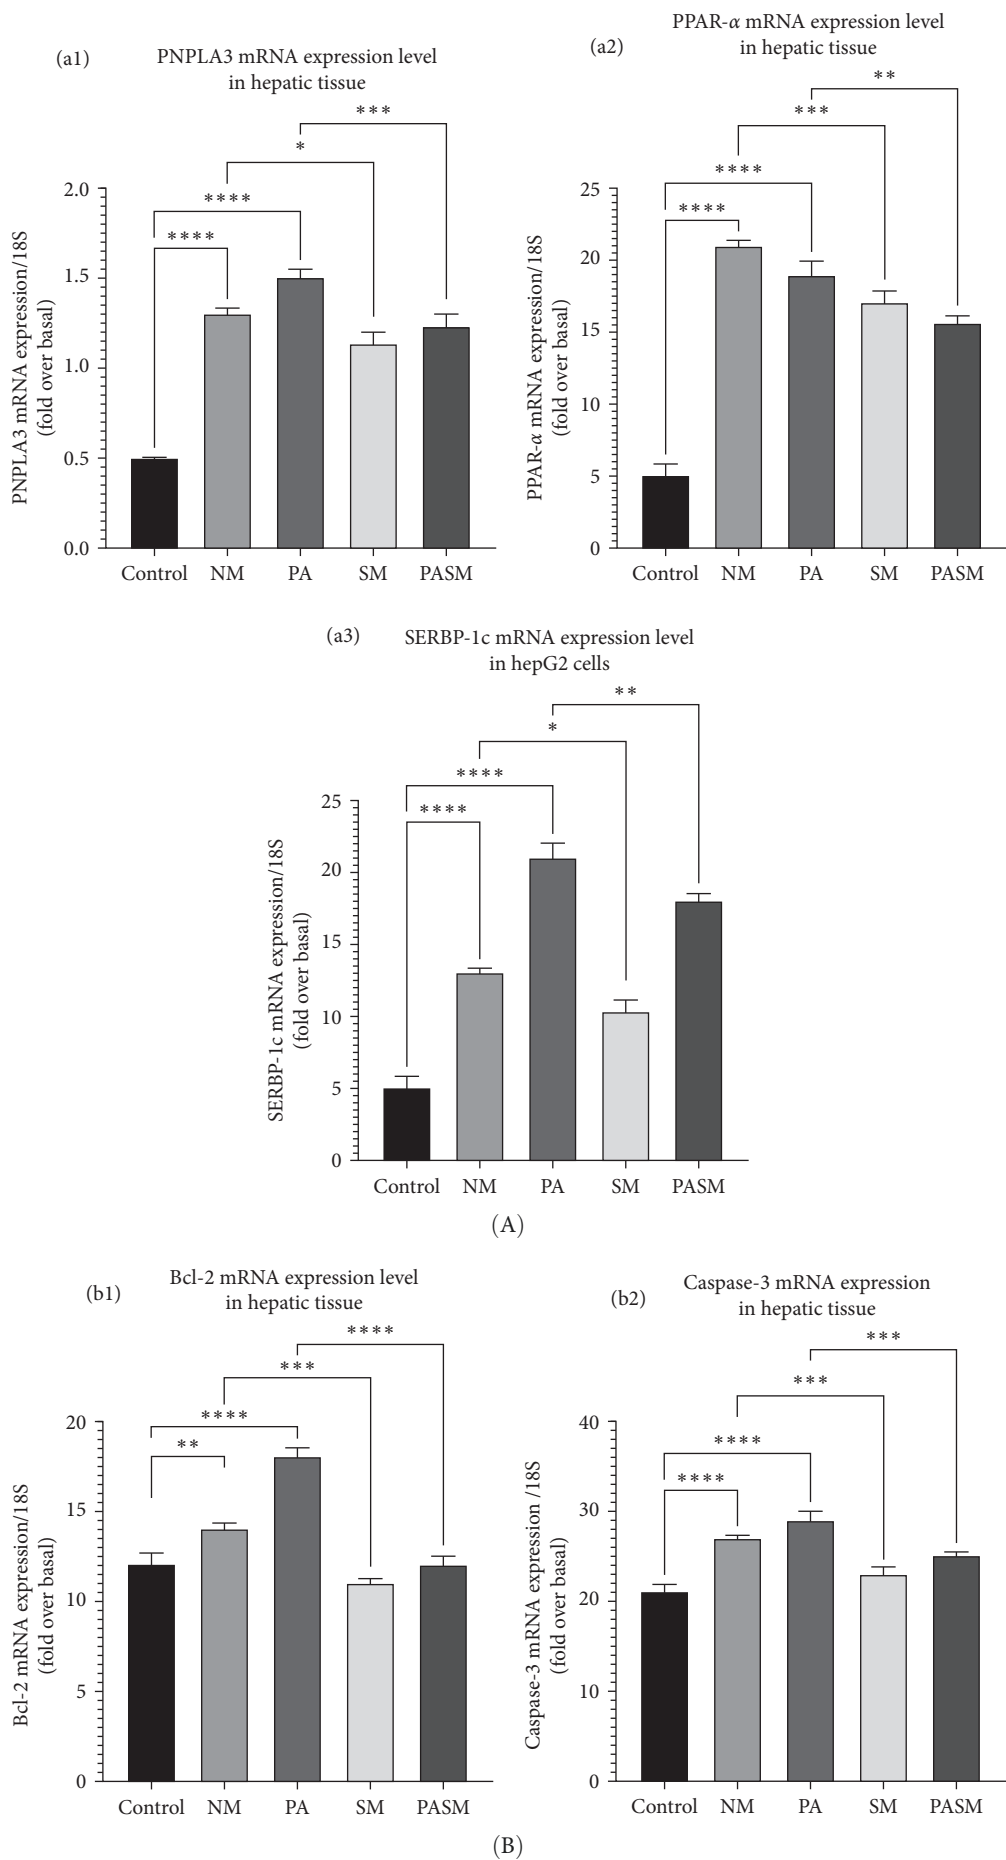 (a1)
PNPLA3 mRNA expression level
in hepatic tissue
***
*
****
****
2.0
1.5
1.0
0.5
0.0
PNPLA3 mRNA expression/18S
(fold over basal)
Control NM PA SM PASM
(a2)
PPAR-α mRNA expression level
in hepatic tissue
**
***
****
****
25
20
15
10
5
0
PPAR-α mRNA expression/18S
(fold over basal)
Control NM PA SM PASM
(a3)
SERBP-1c mRNA expression level
in hepG2 cells
**
*
****
****
25
20
15
10
5
0
SERBP-1c mRNA expression/18S
(fold over basal)
Control NM PA SM PASM
(A)
(b1)
Bcl-2 mRNA expression level
in hepatic tissue
****
***
****
**
20
15
10
5
0
Bcl-2 mRNA expression/18S
(fold over basal)
Control NM PA SM PASM
(b2)
Caspase-3 mRNA expression
in hepatic tissue
***
***
****
****
40
30
20
10
0
Caspase-3 mRNA expression /18S
(fold over basal)
Control NM PA SM PASM
(B)